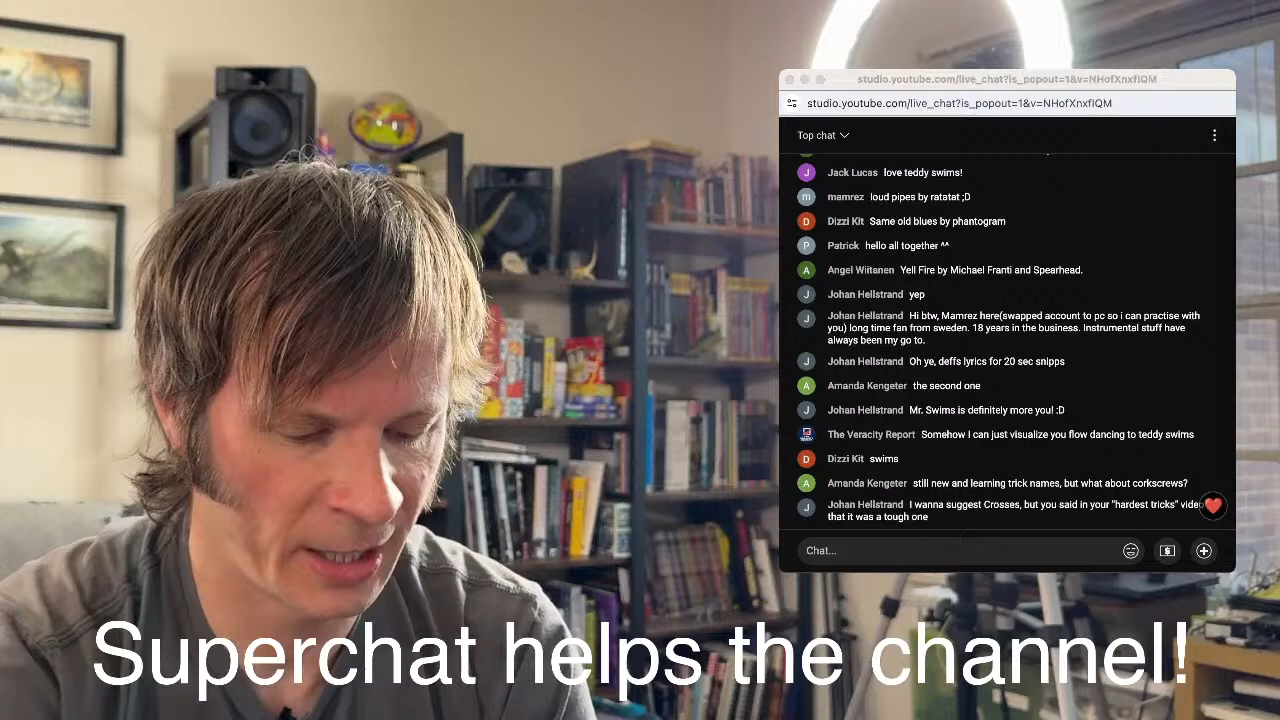 studio.youtube.com/live_chat?is_popout=1&v=NHofXnxflQM
studio.youtube.com/live_chat?is_popout=1&v=NHofXnxflQM
Top chat
J Jack Lucas love teddy swims!
m mamrez loud pipes by ratatat ;D
D Dizzi Kit Same old blues by phantogram
P Patrick hello all together ^^
A Angel Wiitanen Yell Fire by Michael Franti and Spearhead.
J Johan Hellstrand yep
J Johan Hellstrand Hi btw, Mamrez here(swapped account to pc so i can practise with
you) long time fan from sweden. 18 years in the business. Instrumental stuff have
always been my go to.
J Johan Hellstrand Oh ye, deffs lyrics for 20 sec snipps
A Amanda Kengeter the second one
J Johan Hellstrand Mr. Swims is definitely more you! :D
The Veracity Report Somehow I can just visualize you flow dancing to teddy swims
D Dizzi Kit swims
A Amanda Kengeter still new and learning trick names, but what about corkscrews?
J Johan Hellstrand I wanna suggest Crosses, but you said in your "hardest tricks" vide
that it was a tough one
Chat...
Superchat helps the channel!